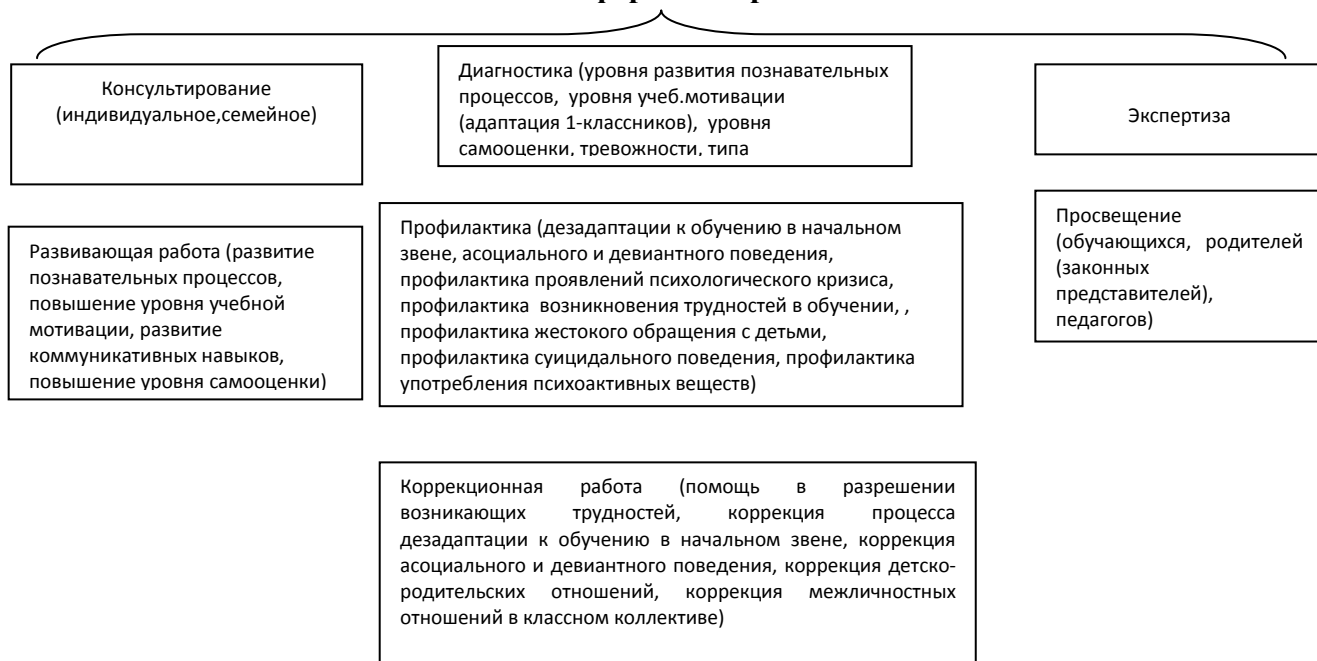 Консультирование
(индивидуальное,семейное)
Диагностика (уровня развития познавательных
процессов, уровня учеб.мотивации
(адаптация 1-классников), уровня
самооценки, тревожности, типа
Экспертиза
Развивающая работа (развитие
познавательных процессов,
повышение уровня учебной
мотивации, развитие
коммуникативных навыков,
повышение уровня самооценки)
Профилактика (дезадаптации к обучению в начальном
звене, асоциального и девиантного поведения,
профилактика проявлений психологического кризиса,
профилактика возникновения трудностей в обучении, ,
профилактика жестокого обращения с детьми,
профилактика суицидального поведения, профилактика
употребления психоактивных веществ)
Просвещение
(обучающихся, родителей
(законных
представителей),
педагогов)
Коррекционная работа (помощь в разрешении
возникающих трудностей, коррекция процесса
дезадаптации к обучению в начальном звене, коррекция
асоциального и девиантного поведения, коррекция детско-
родительских отношений, коррекция межличностных
отношений в классном коллективе)